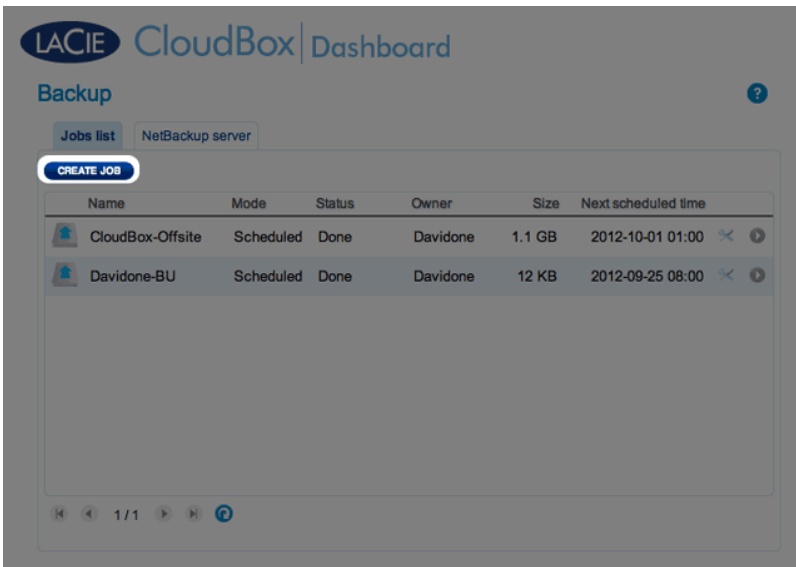 LACIE CloudBox Dashboard
Backup
?
Jobs list NetBackup server
CREATE JOB
Name Mode Status Owner Size Next scheduled time
CloudBox-Offsite Scheduled Done Davidone 1.1 GB 2012-10-01 01:00
Davidone-BU Scheduled Done Davidone 12 KB 2012-09-25 08:00
1/1